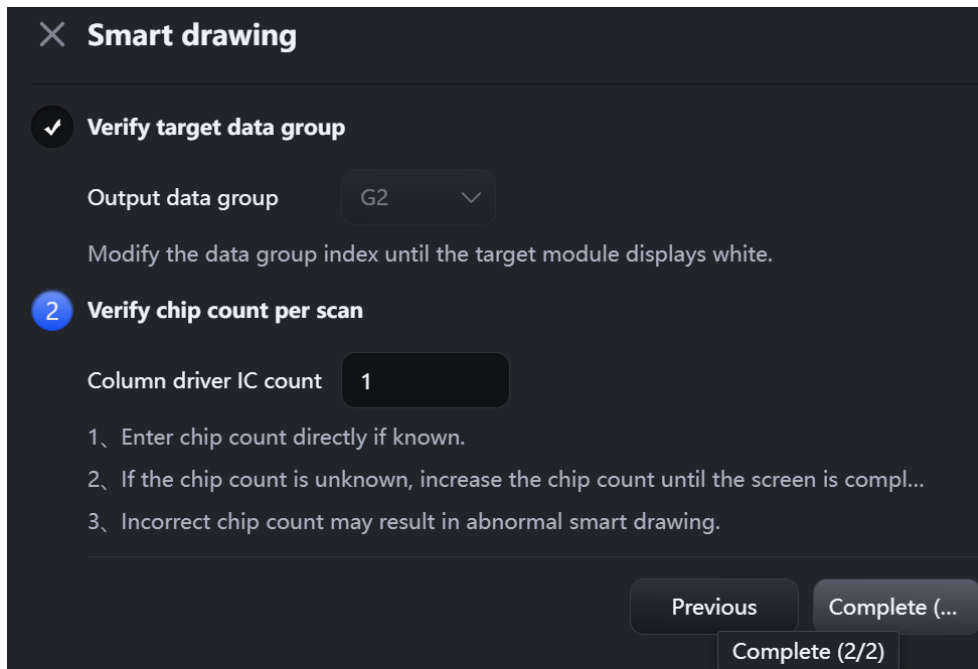 Smart drawing
Verify target data group
Output data group
G2
Modify the data group index until the target module displays white.
2
Verify chip count per scan
Column driver IC count
1
1、Enter chip count directly if known.
2、If the chip count is unknown, increase the chip count until the screen is compl...
3、Incorrect chip count may result in abnormal smart drawing.
Previous
Complete (...
Complete (2/2)